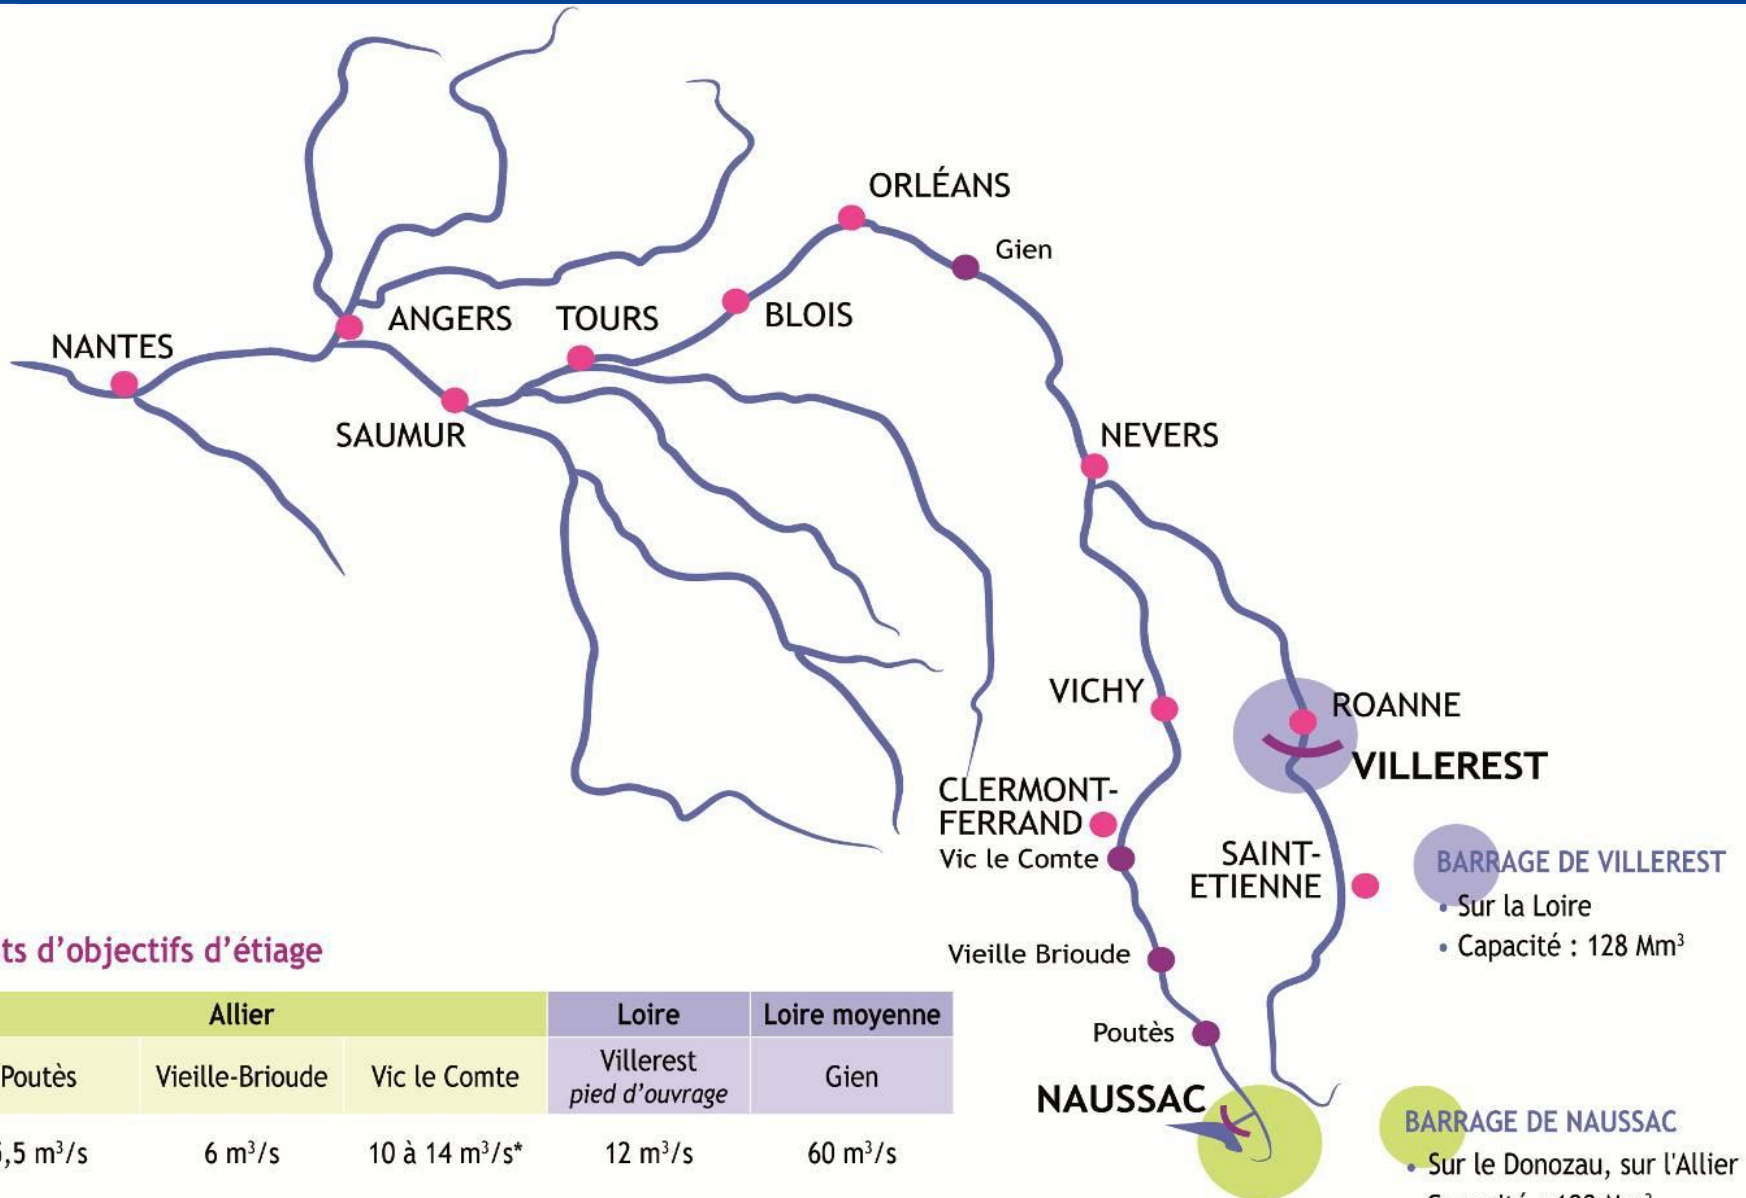 ORLÉANS
Gien
ANGERS
TOURS
BLOIS
NANTES
SAUMUR
NEVERS
VICHY
ROANNE
VILLEREST
CLERMONT-
FERRAND
Vic le Comte
SAINT-
ETIENNE
BARRAGE DE VILLEREST
• Sur la Loire
• Capacité : 128 Mm³
Vieille Brioude
Poutès
NAUSSAC
BARRAGE DE NAUSSAC
• Sur le Donozau, sur l'Allier
ts d’objectifs d’étiage
Allier Loire Loire moyenne
Poutès Vieille-Brioude Vic le Comte Villerest Gien
pied d’ouvrage
,5 m³/s 6 m³/s 10 à 14 m³/s* 12 m³/s 60 m³/s